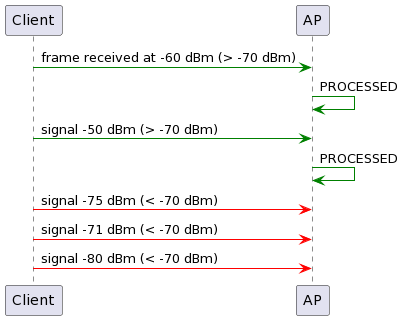 Client AP
frame received at -60 dBm (> -70 dBm)
PROCESSED
signal -50 dBm (> -70 dBm)
PROCESSED
signal -75 dBm (< -70 dBm)
signal -71 dBm (< -70 dBm)
signal -80 dBm (< -70 dBm)
Client AP